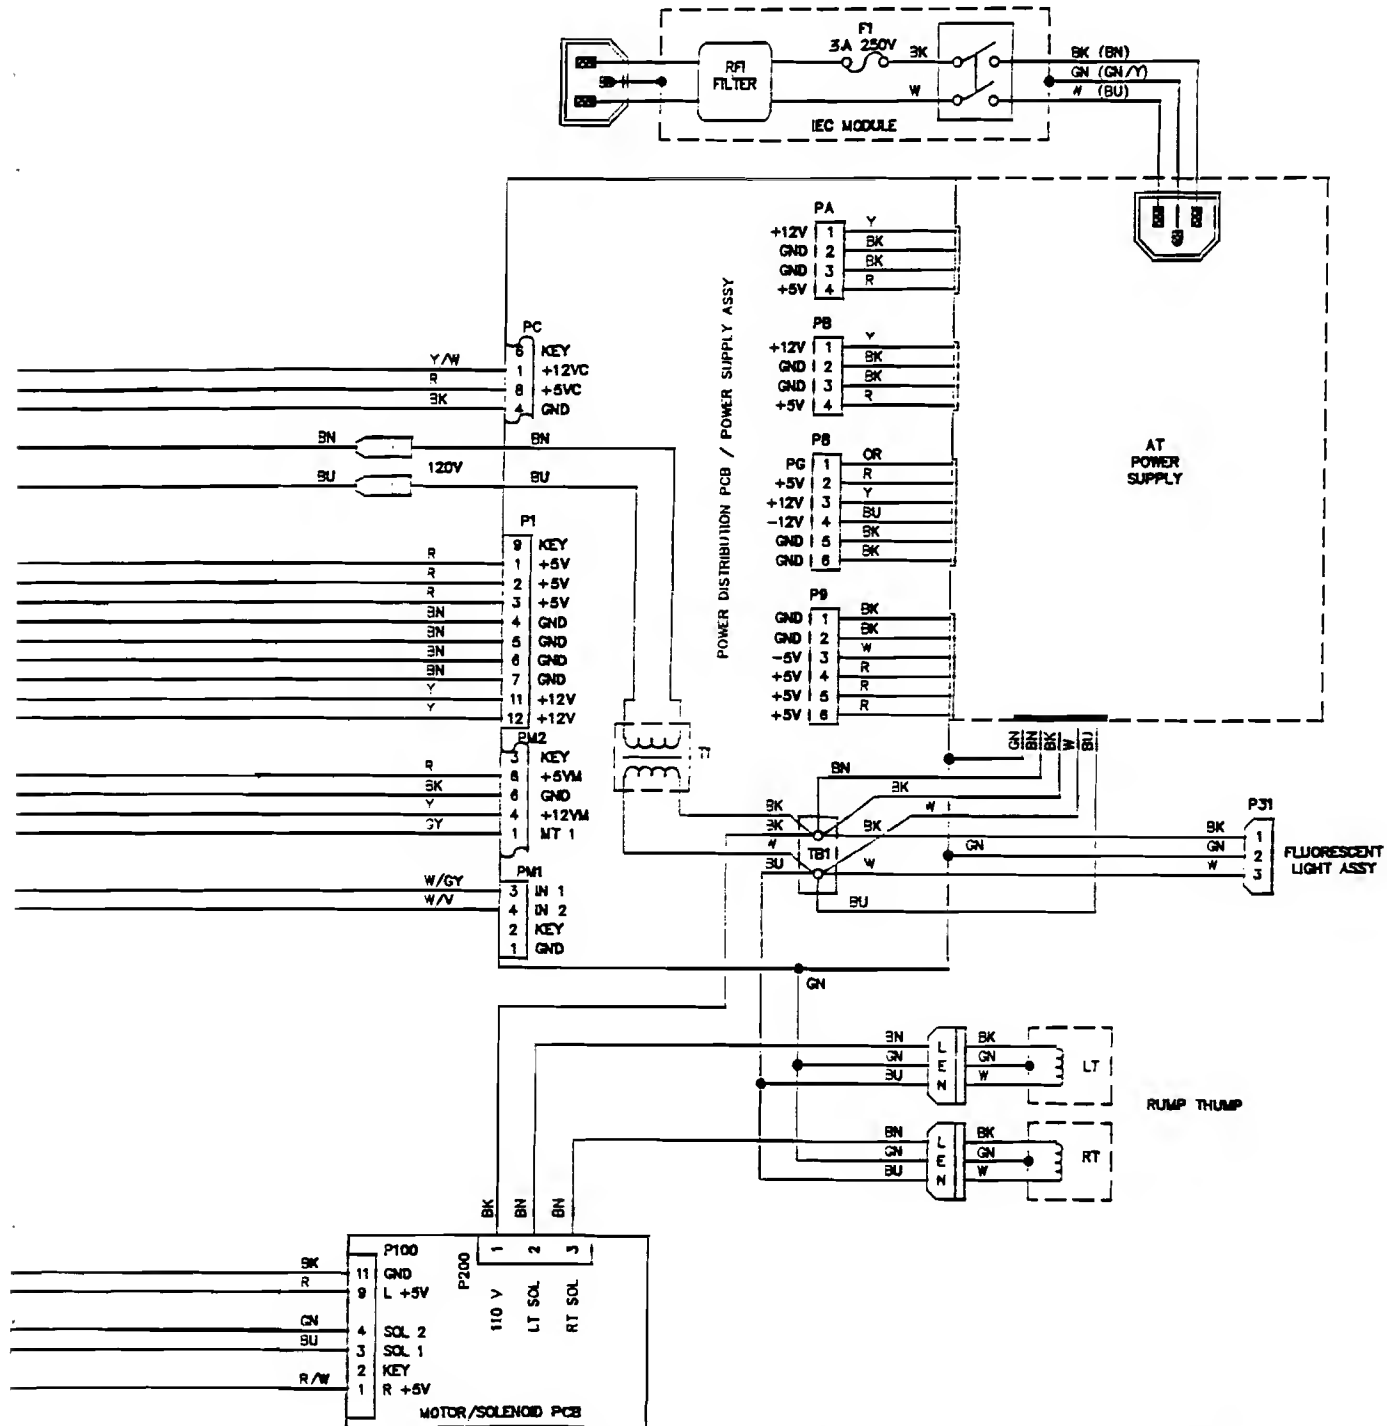 F1
3A 250V
BK
RFI
FILTER
W
IEC MODULE
BK (BN)
GN (GN/Y)
W (BU)
PA
+12V 1 Y
GND 2 BK
GND 3 BK
+5V 4 R
PB
+12V 1 Y
GND 2 BK
GND 3 BK
+5V 4 R
P8
PG 1 OR
+5V 2 R
+12V 3 Y
-12V 4 BU
GND 5 BK
GND 6 BK
P9
GND 1 BK
GND 2 BK
-5V 3 W
+5V 4 R
+5V 5 R
+5V 6 R
AT
POWER
SUPPLY
POWER DISTRIBUTION PCB / POWER SUPPLY ASSY
PC
6 KEY
Y/W 1 +12VC
R 8 +5VC
BK 4 GND
BN BN
120V
BU BU
P1
9 KEY
R 1 +5V
R 2 +5V
R 3 +5V
BN 4 GND
BN 5 GND
BN 6 GND
BN 7 GND
Y 11 +12V
Y 12 +12V
PM2
3 KEY
R 8 +5VM
BK 6 GND
Y 4 +12VM
GY 1 MT 1
PM1
W/GY 3 IN 1
W/V 4 IN 2
2 KEY
1 GND
GN
BN
BK
W
BU
BN
BK
BK W
BK BK
W TB1
BU W
BU
GN
P31
BK 1
GN 2
W 3
FLUORESCENT
LIGHT ASSY
GN
BN L BK
GN E GN LT
BU N W
RUMP THUMP
BN L BK
GN E GN RT
BU N W
BK BN BN
P200
1 2 3
110 V
LT SOL
RT SOL
P100
BK 11 GND
R 9 L +5V
GN 4 SOL 2
BU 3 SOL 1
2 KEY
R/W 1 R +5V
MOTOR/SOLENOID PCB